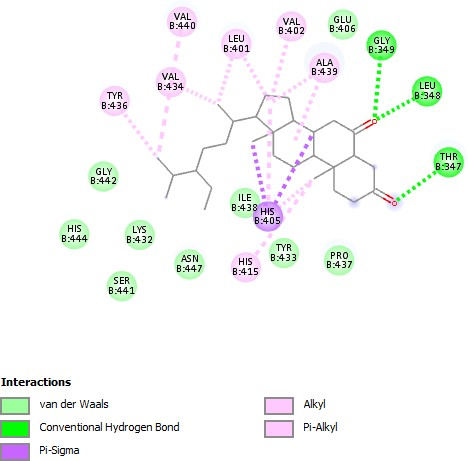 VAL
B:440
VAL
B:402
GLU
B:406
GLY
B:349
LEU
B:401
ALA
B:439
VAL
B:434
LEU
B:348
TYR
B:436
THR
B:347
GLY
B:442
ILE
B:438
HIS
B:405
HIS
B:444
LYS
B:432
ASN
B:447
HIS
B:415
TYR
B:433
PRO
B:437
SER
B:441
Interactions
van der Waals
Alkyl
Conventional Hydrogen Bond
Pi-Alkyl
Pi-Sigma